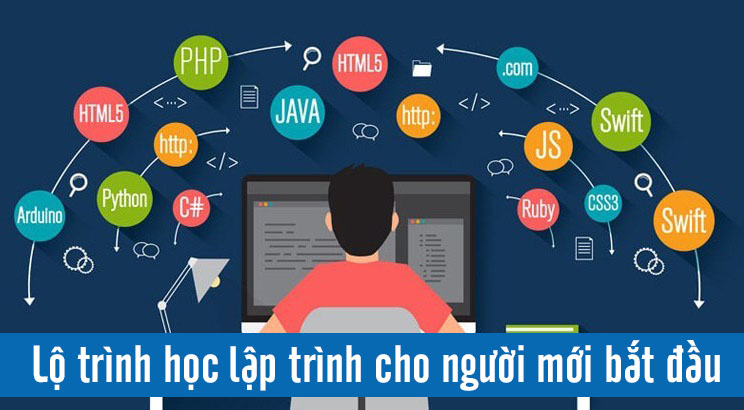 PHP
HTML5
.com
HTML5
JAVA
http:
Swift
http:
JS
Python
C#
Ruby
CSS3
Arduino
Swift
Lộ trình học lập trình cho người mới bắt đầu